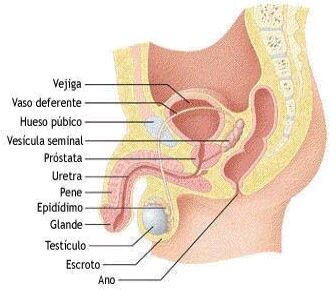 Vejiga
Vaso deferente
Hueso púbico
Vesícula seminal
Próstata
Uretra
Pene
Epidídimo
Glande
Testículo
Escroto
Ano